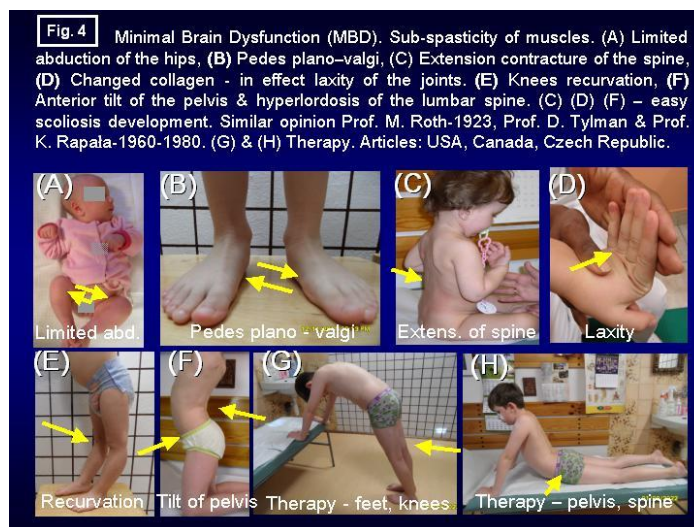 Fig. 4 Minimal Brain Dysfunction (MBD). Sub-spasticity of muscles. (A) Limited
abduction of the hips, (B) Pedes plano–valgi, (C) Extension contracture of the spine,
(D) Changed collagen - in effect laxity of the joints. (E) Knees recurvation, (F)
Anterior tilt of the pelvis & hyperlordosis of the lumbar spine. (C) (D) (F) – easy
scoliosis development. Similar opinion Prof. M. Roth-1923, Prof. D. Tylman & Prof.
K. Rapała-1960-1980. (G) & (H) Therapy. Articles: USA, Canada, Czech Republic.
(A)
(B)
(C)
(D)
Limited abd.
Pedes plano - valgi
Extens. of spine
Laxity
(E)
(F)
(G)
(H)
Recurvation
Tilt of pelvis
Therapy - feet, knees
Therapy – pelvis, spine